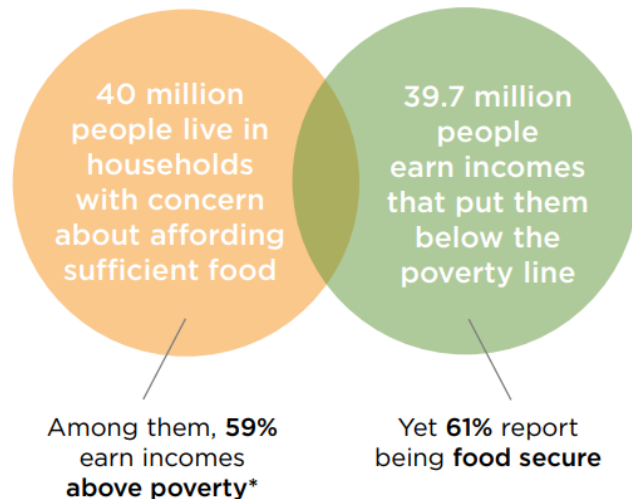 40 million
people live in
households
with concern
about affording
sufficient food
39.7 million
people
earn incomes
that put them
below the
poverty line
Among them, 59%
earn incomes
above poverty*
Yet 61% report
being food secure